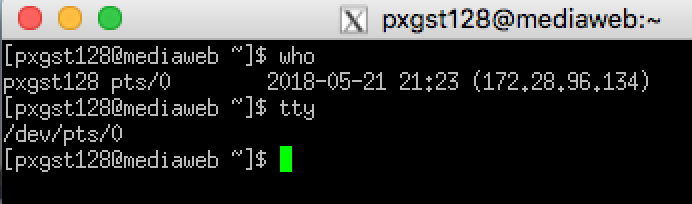 pxgst128@mediaweb:~
[pxgst128@mediaweb ~]$ who
pxgst128 pts/0        2018-05-21 21:23 (172.28.96.134)
[pxgst128@mediaweb ~]$ tty
/dev/pts/0
[pxgst128@mediaweb ~]$